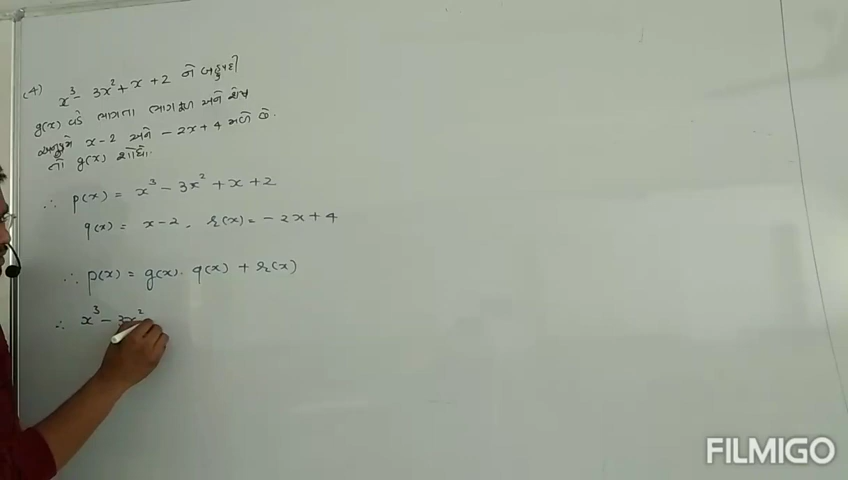 (4) x³ - 3x² + x + 2 ને બહુપદી
g(x) વડે ભાગતા ભાગફળ અને શેષ
અનુક્રમે x - 2 અને - 2x + 4 મળે છે.
તો g(x) શોધો.
∴ p(x) = x³ - 3x² + x + 2
q(x) = x - 2 , r(x) = - 2x + 4
∴ p(x) = g(x) . q(x) + r(x)
∴ x³ - 3x²
FILMIGO